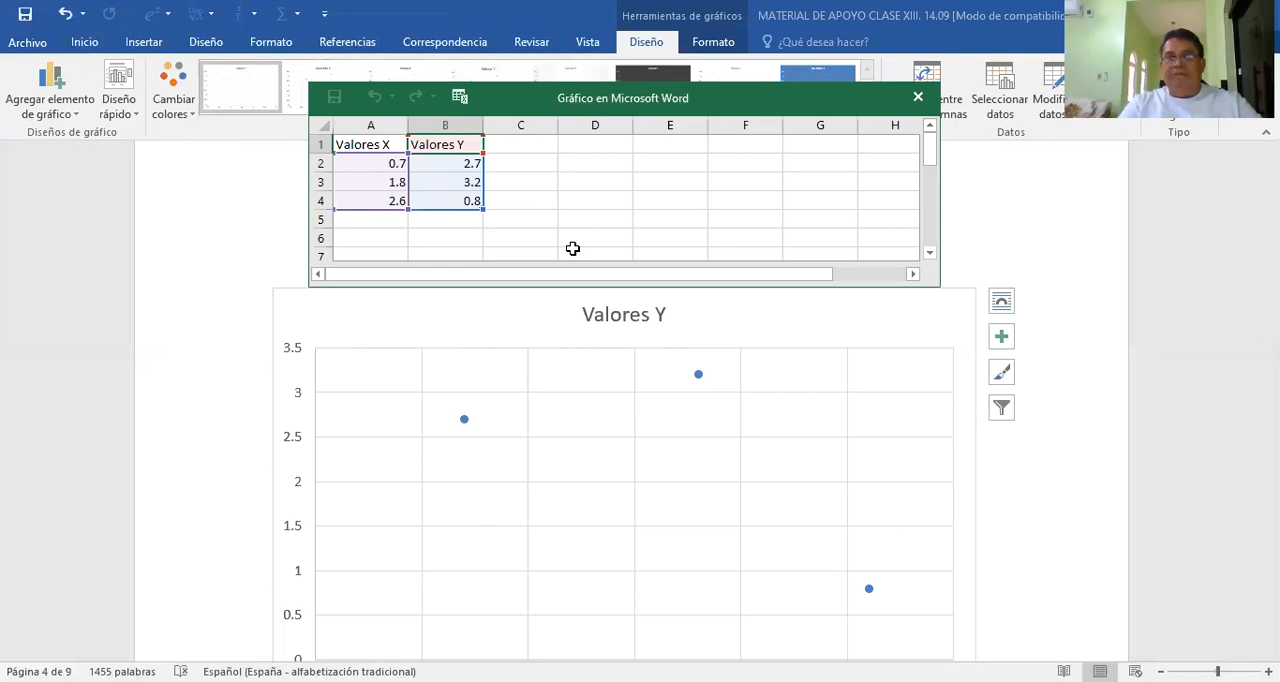 Herramientas de gráficos
MATERIAL DE APOYO CLASE XIII. 14.09 [Modo de compatibilid
Archivo Inicio Insertar Diseño Formato Referencias Correspondencia Revisar Vista Diseño Formato ¿Qué desea hacer?
Agregar elemento de gráfico
Diseño rápido
Cambiar colores
Seleccionar datos
datos
Diseños de gráfico
Datos
Tipo
Gráfico en Microsoft Word
A B C D E F G H
1 Valores X Valores Y
2 0.7 2.7
3 1.8 3.2
4 2.6 0.8
5
6
7
Valores Y
3.5
3
2.5
2
1.5
1
0.5
0
Página 4 de 9 1455 palabras Español (España - alfabetización tradicional)